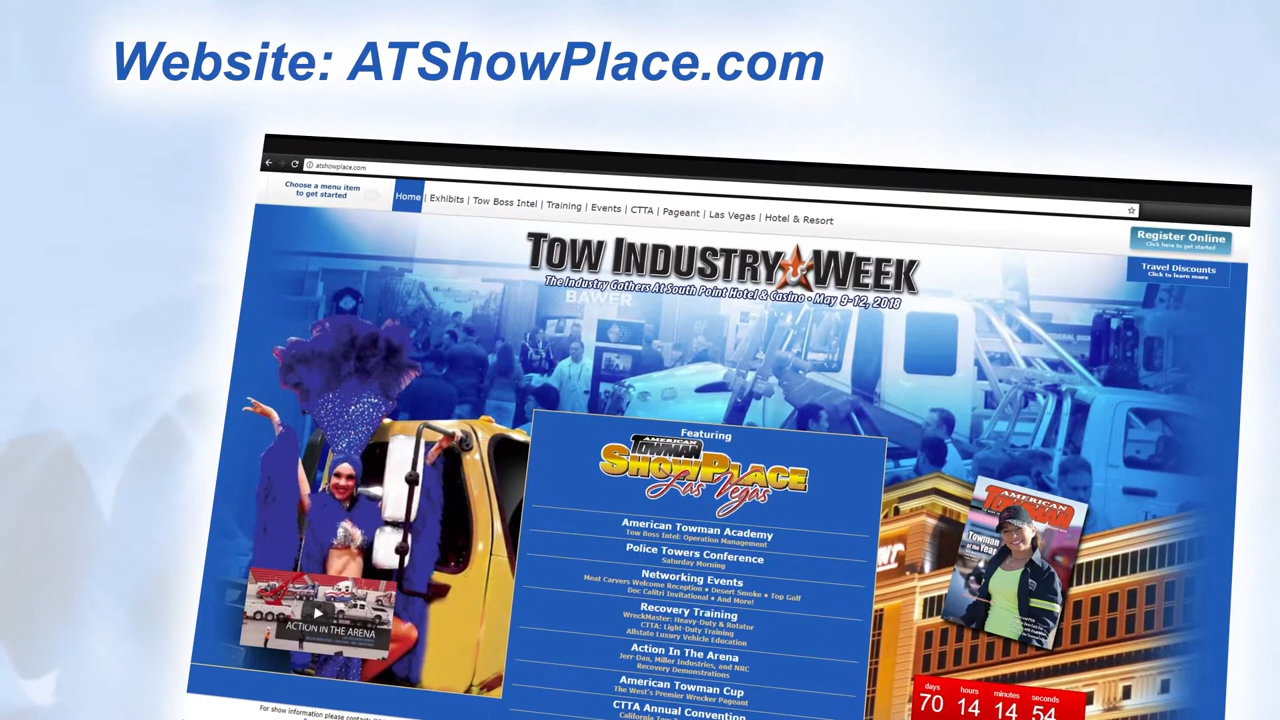 Website: ATShowPlace.com
atshowplace.com
Choose a menu item
to get started
Home | Exhibits | Tow Boss Intel | Training | Events | CTTA | Pageant | Las Vegas | Hotel & Resort
Register Online
Click here to get started
Travel Discounts
Click to learn more
TOW INDUSTRY WEEK
The Industry Gathers At South Point Hotel & Casino • May 9-12, 2018
BAWER
Featuring
AMERICAN
TOWMAN
SHOWPLACE
Las Vegas
American Towman Academy
Tow Boss Intel: Operation Management
Police Towers Conference
Saturday Morning
Networking Events
Meat Carvers Welcome Reception • Desert Smoke • Top Golf
Doc Calitri Invitational • And More!
Recovery Training
WreckMaster: Heavy-Duty & Rotator
CTTA: Light-Duty Training
Allstate Luxury Vehicle Education
Action In The Arena
Jerr-Dan, Miller Industries, and NRC
Recovery Demonstrations
American Towman Cup
The West's Premier Wrecker Pageant
CTTA Annual Convention
ACTION IN THE ARENA
AMERICAN
TOWMAN
Towman
of the Year
days hours minutes seconds
70 14 14 54
For show information please contact